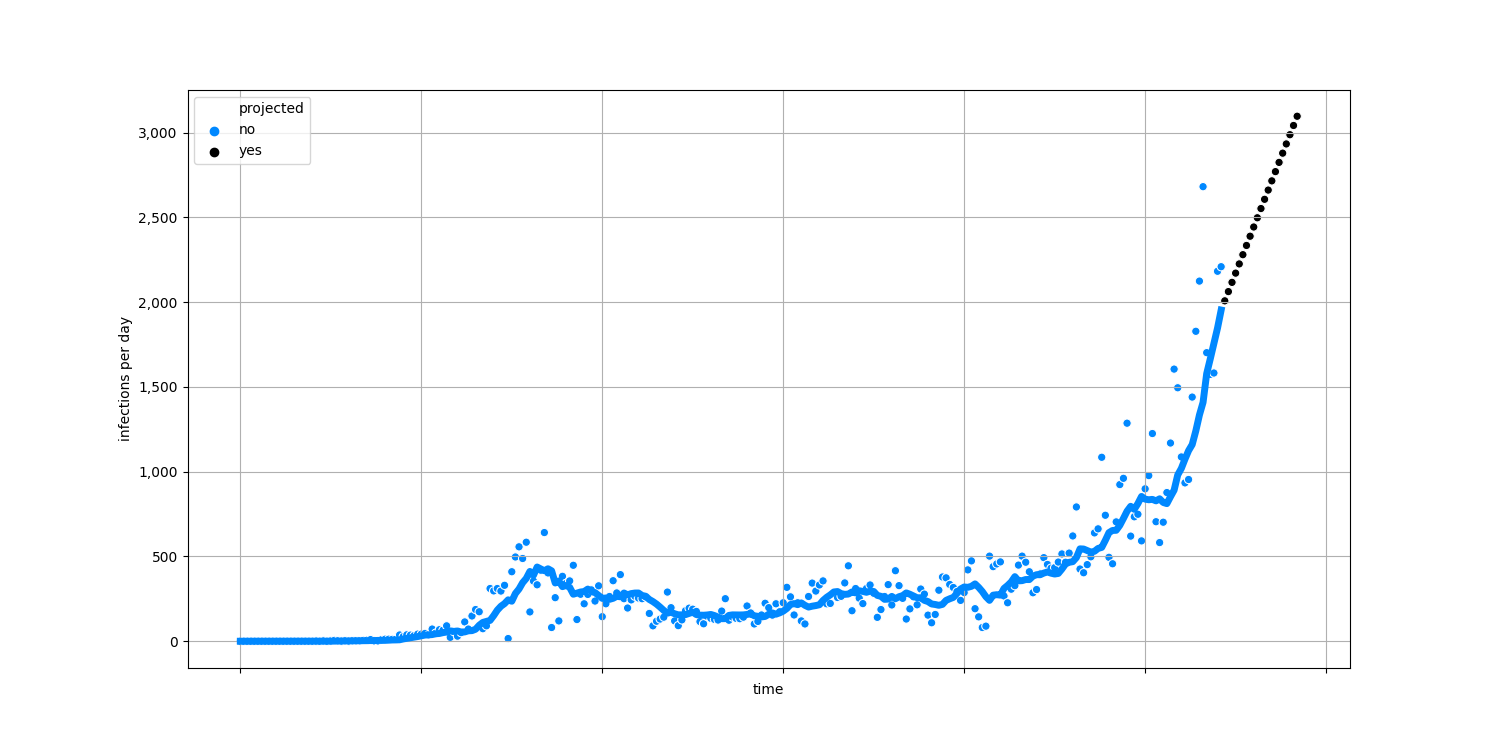 projected
no
yes
3,000
2,500
2,000
1,500
1,000
500
0
infections per day
time